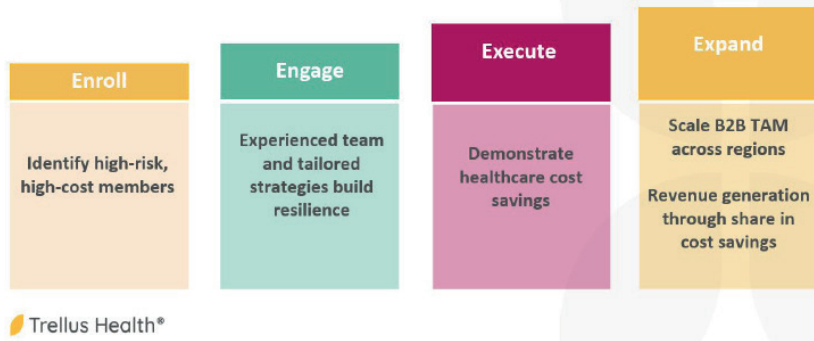 Enroll
Identify high-risk,
high-cost members
Engage
Experienced team
and tailored
strategies build
resilience
Execute
Demonstrate
healthcare cost
savings
Expand
Scale B2B TAM
across regions
Revenue generation
through share in
cost savings
Trellus Health®